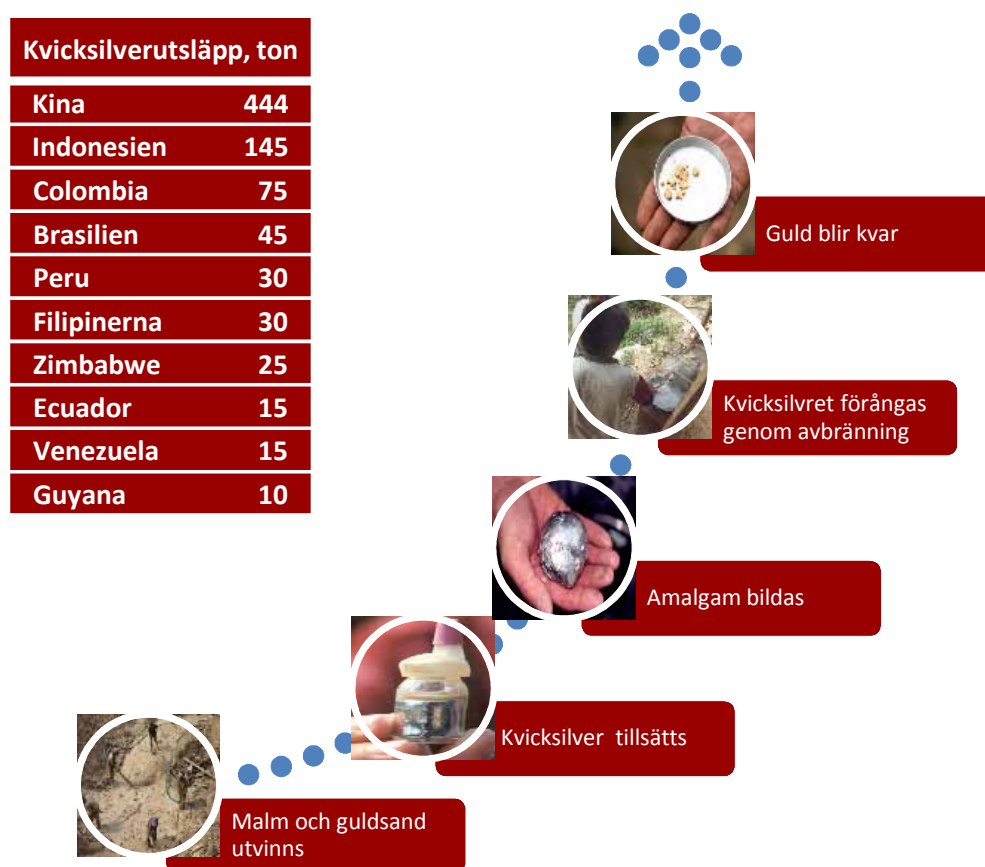 Kvicksilverutsläpp, ton
Kina 444
Indonesien 145
Colombia 75
Brasilien 45
Peru 30
Filipinerna 30
Zimbabwe 25
Ecuador 15
Venezuela 15
Guyana 10
Guld blir kvar
Kvicksilvret förångas
genom avbränning
Amalgam bildas
Kvicksilver tillsätts
Malm och guldsand
utvinns